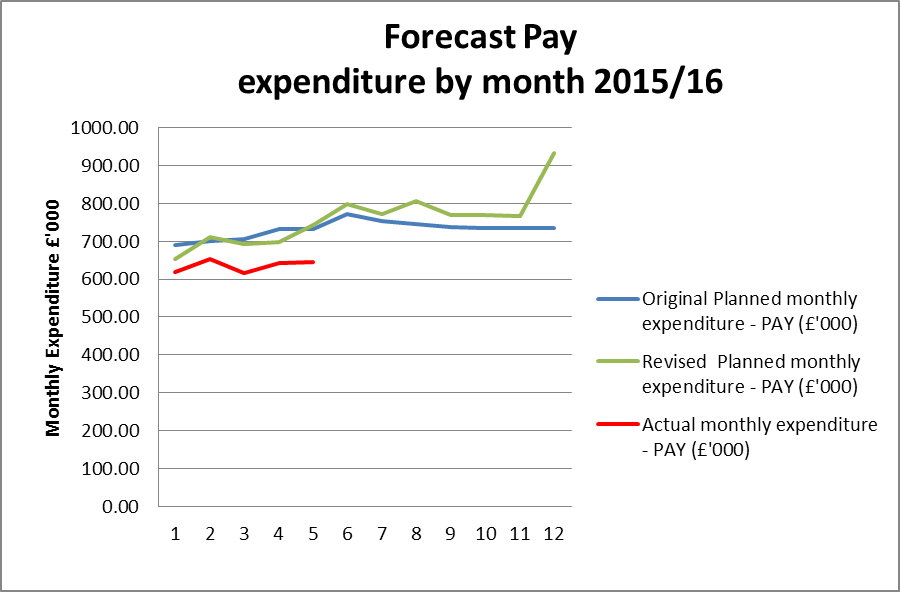 Forecast Pay
expenditure by month 2015/16
1000.00
900.00
800.00
700.00
600.00
500.00
400.00
300.00
200.00
100.00
0.00
Monthly Expenditure £'000
1 2 3 4 5 6 7 8 9 10 11 12
Original Planned monthly
expenditure - PAY (£'000)
Revised  Planned monthly
expenditure - PAY (£'000)
Actual monthly expenditure
- PAY (£'000)